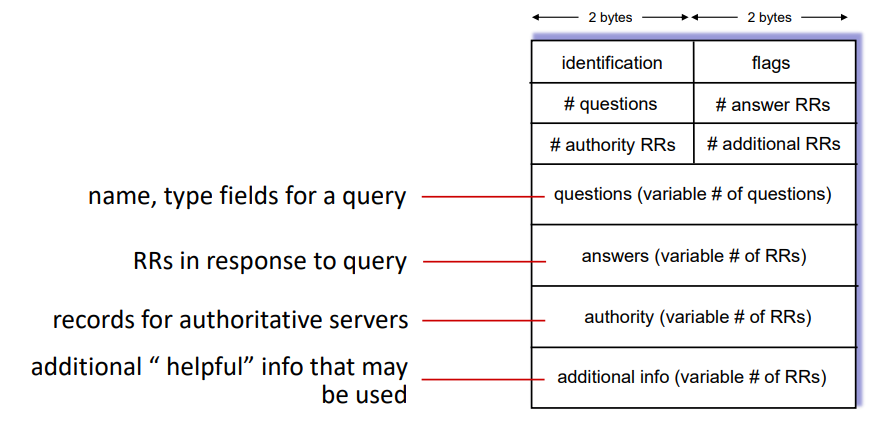 2 bytes 2 bytes
identification flags
# questions # answer RRs
# authority RRs # additional RRs
name, type fields for a query questions (variable # of questions)
RRs in response to query answers (variable # of RRs)
records for authoritative servers authority (variable # of RRs)
additional “ helpful” info that may
be used
additional info (variable # of RRs)